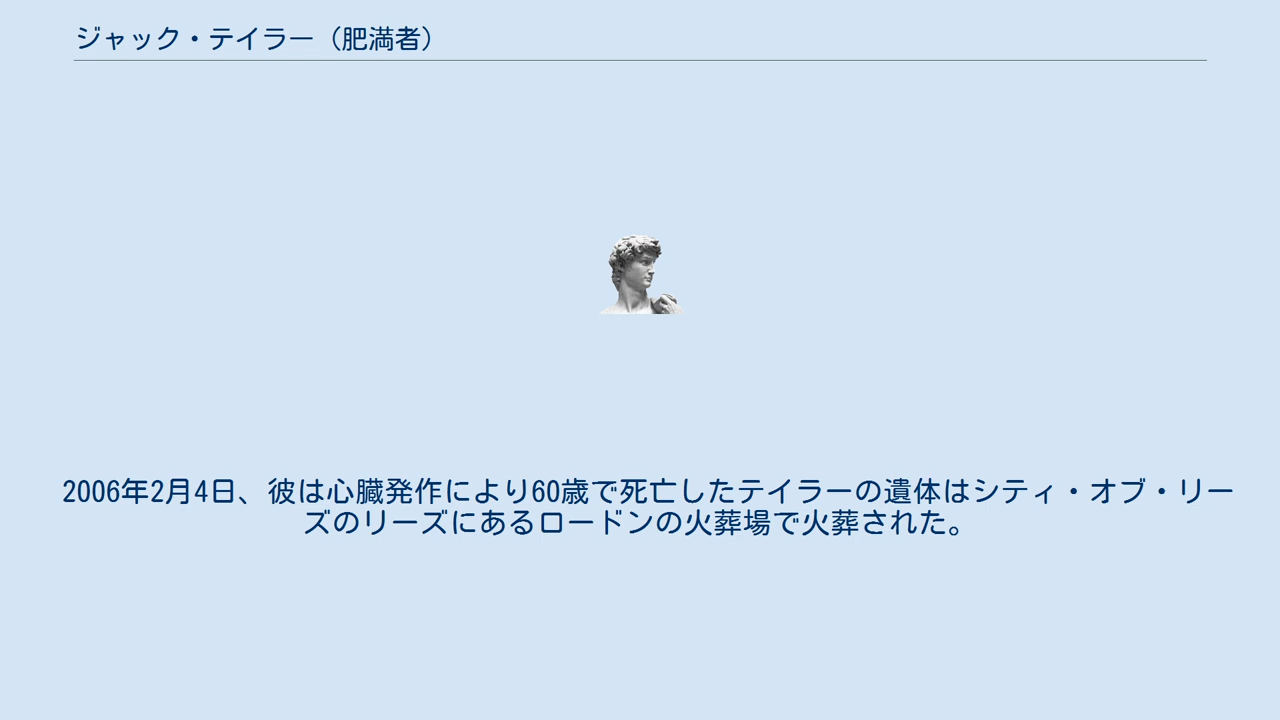 ジャック・テイラー（肥満者）
2006年2月4日、彼は心臓発作により60歳で死亡したテイラーの遺体はシティ・オブ・リー
ズのリーズにあるロードンの火葬場で火葬された。